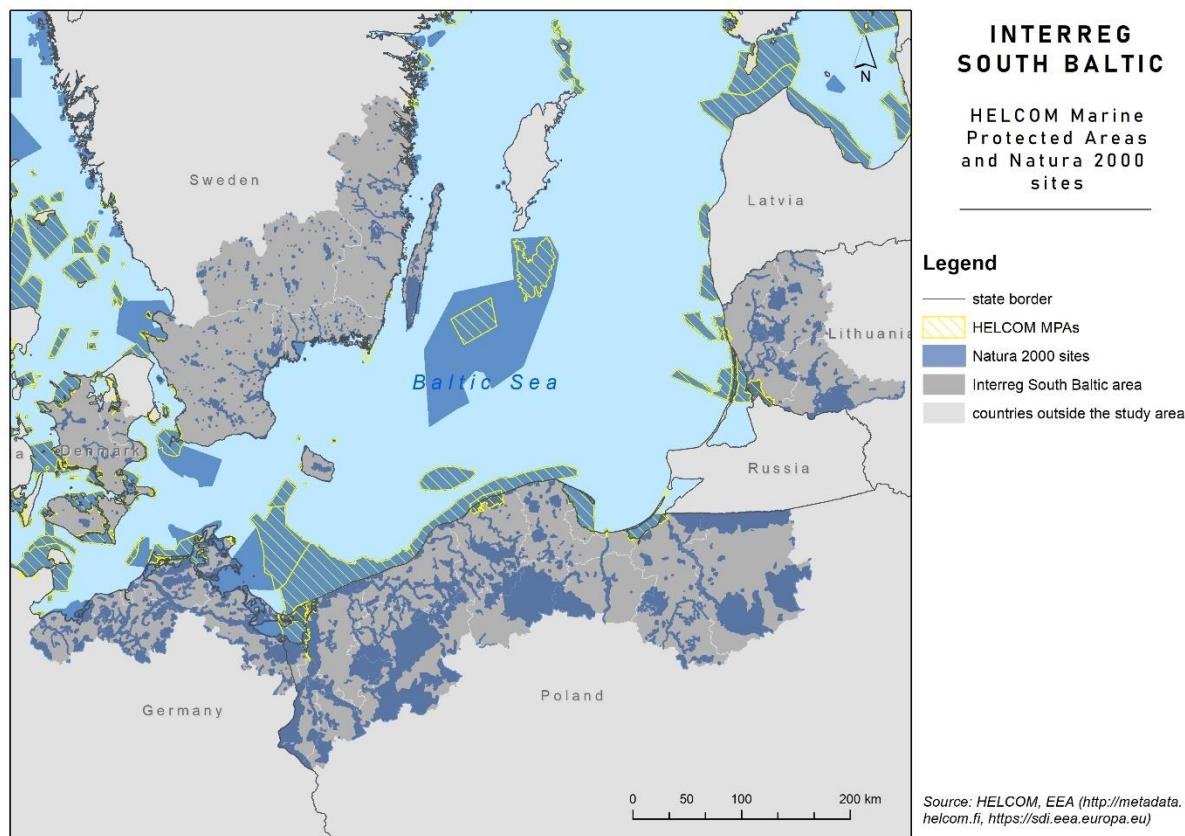 INTERREG
SOUTH BALTIC
HELCOM Marine
Protected Areas
and Natura 2000
sites
N
Sweden
Latvia
Lithuania
Baltic Sea
a
Denmark
Russia
Germany
Poland
Legend
state border
HELCOM MPAs
Natura 2000 sites
Interreg South Baltic area
countries outside the study area
0 50 100 200 km
Source: HELCOM, EEA (http://metadata.
helcom.fi, https://sdi.eea.europa.eu)